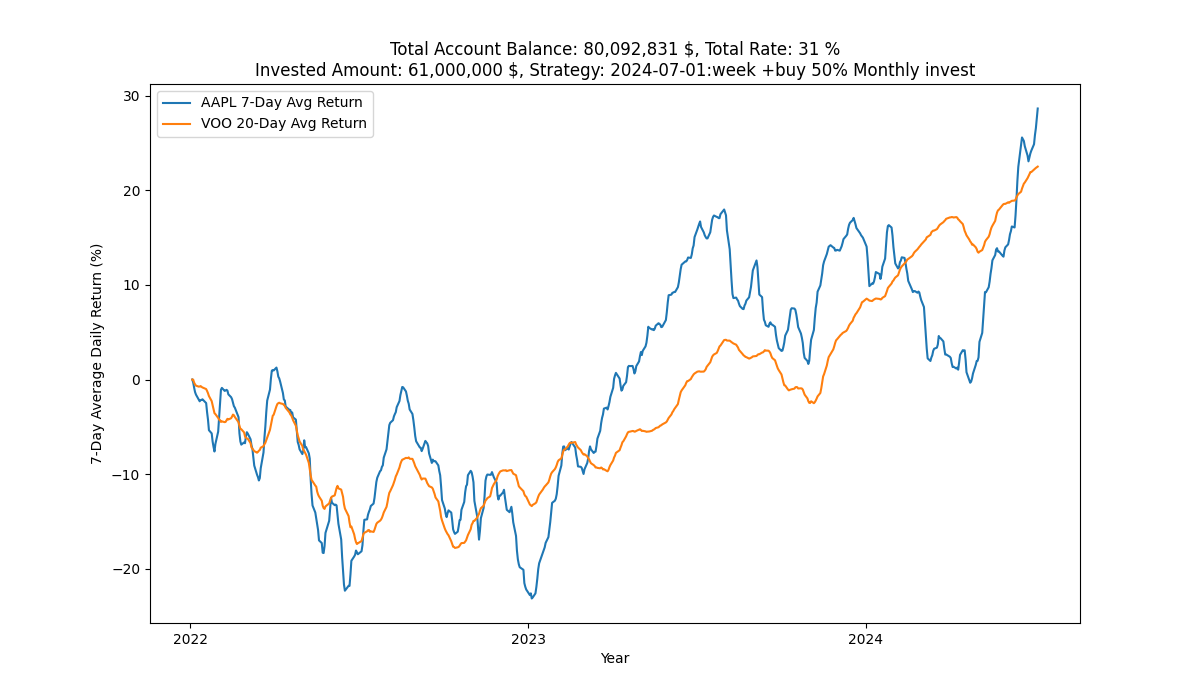 Total Account Balance: 80,092,831 $, Total Rate: 31 %
Invested Amount: 61,000,000 $, Strategy: 2024-07-01:week +buy 50% Monthly invest
AAPL 7-Day Avg Return
VOO 20-Day Avg Return
7-Day Average Daily Return (%)
30
20
10
0
−10
−20
2022
2023
2024
Year